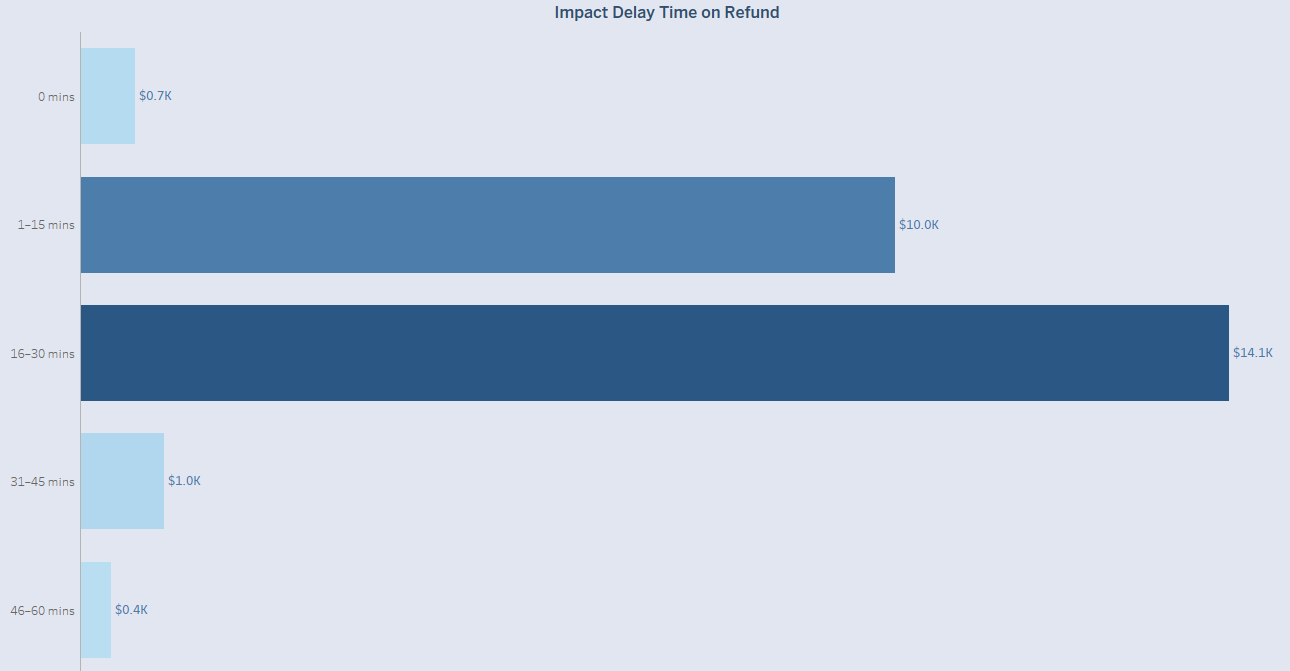 Impact Delay Time on Refund
0 mins
$0.7K
1–15 mins
$10.0K
16–30 mins
$14.1K
31–45 mins
$1.0K
46–60 mins
$0.4K